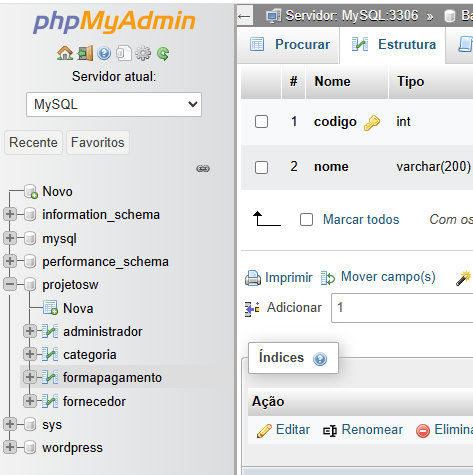 phpMyAdmin
Servidor atual:
MySQL
Recente Favoritos
Novo
information_schema
mysql
performance_schema
projetosw
Nova
administrador
categoria
formapagamento
fornecedor
sys
wordpress
← Servidor: MySQL:3306 » Ba
Procurar Estrutura
# Nome Tipo
1 codigo int
2 nome varchar(200)
Marcar todos Com os
Imprimir Mover campo(s)
Adicionar 1
Índices
Ação
Editar Renomear Elimina